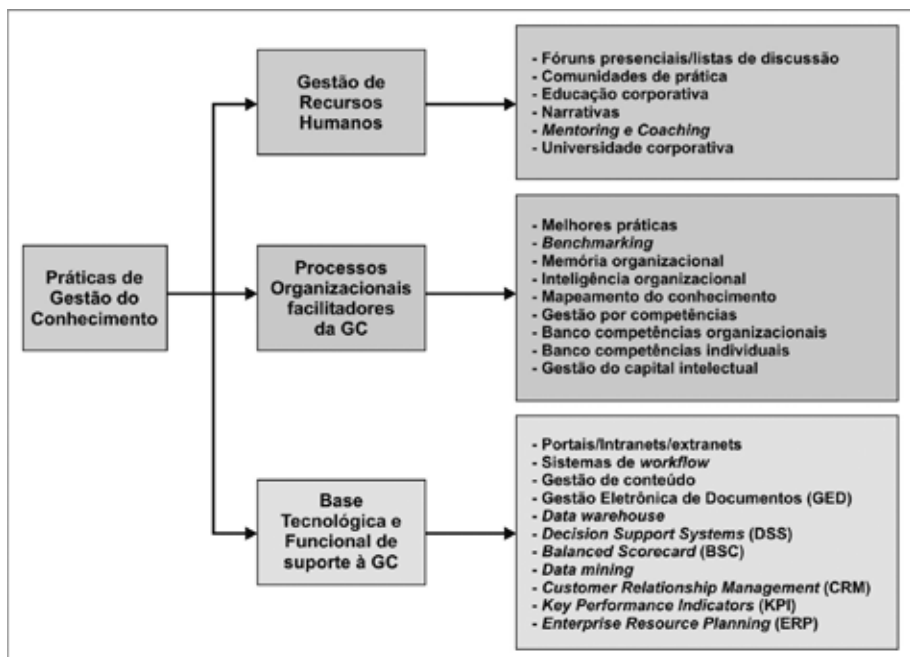 Práticas de
Gestão do
Conhecimento
Gestão de
Recursos
Humanos
- Fóruns presenciais/listas de discussão
- Comunidades de prática
- Educação corporativa
- Narrativas
- Mentoring e Coaching
- Universidade corporativa
Processos
Organizacionais
facilitadores
da GC
- Melhores práticas
- Benchmarking
- Memória organizacional
- Inteligência organizacional
- Mapeamento do conhecimento
- Gestão por competências
- Banco competências organizacionais
- Banco competências individuais
- Gestão do capital intelectual
Base
Tecnológica e
Funcional de
suporte à GC
- Portais/Intranets/extranets
- Sistemas de workflow
- Gestão de conteúdo
- Gestão Eletrônica de Documentos (GED)
- Data warehouse
- Decision Support Systems (DSS)
- Balanced Scorecard (BSC)
- Data mining
- Customer Relationship Management (CRM)
- Key Performance Indicators (KPI)
- Enterprise Resource Planning (ERP)